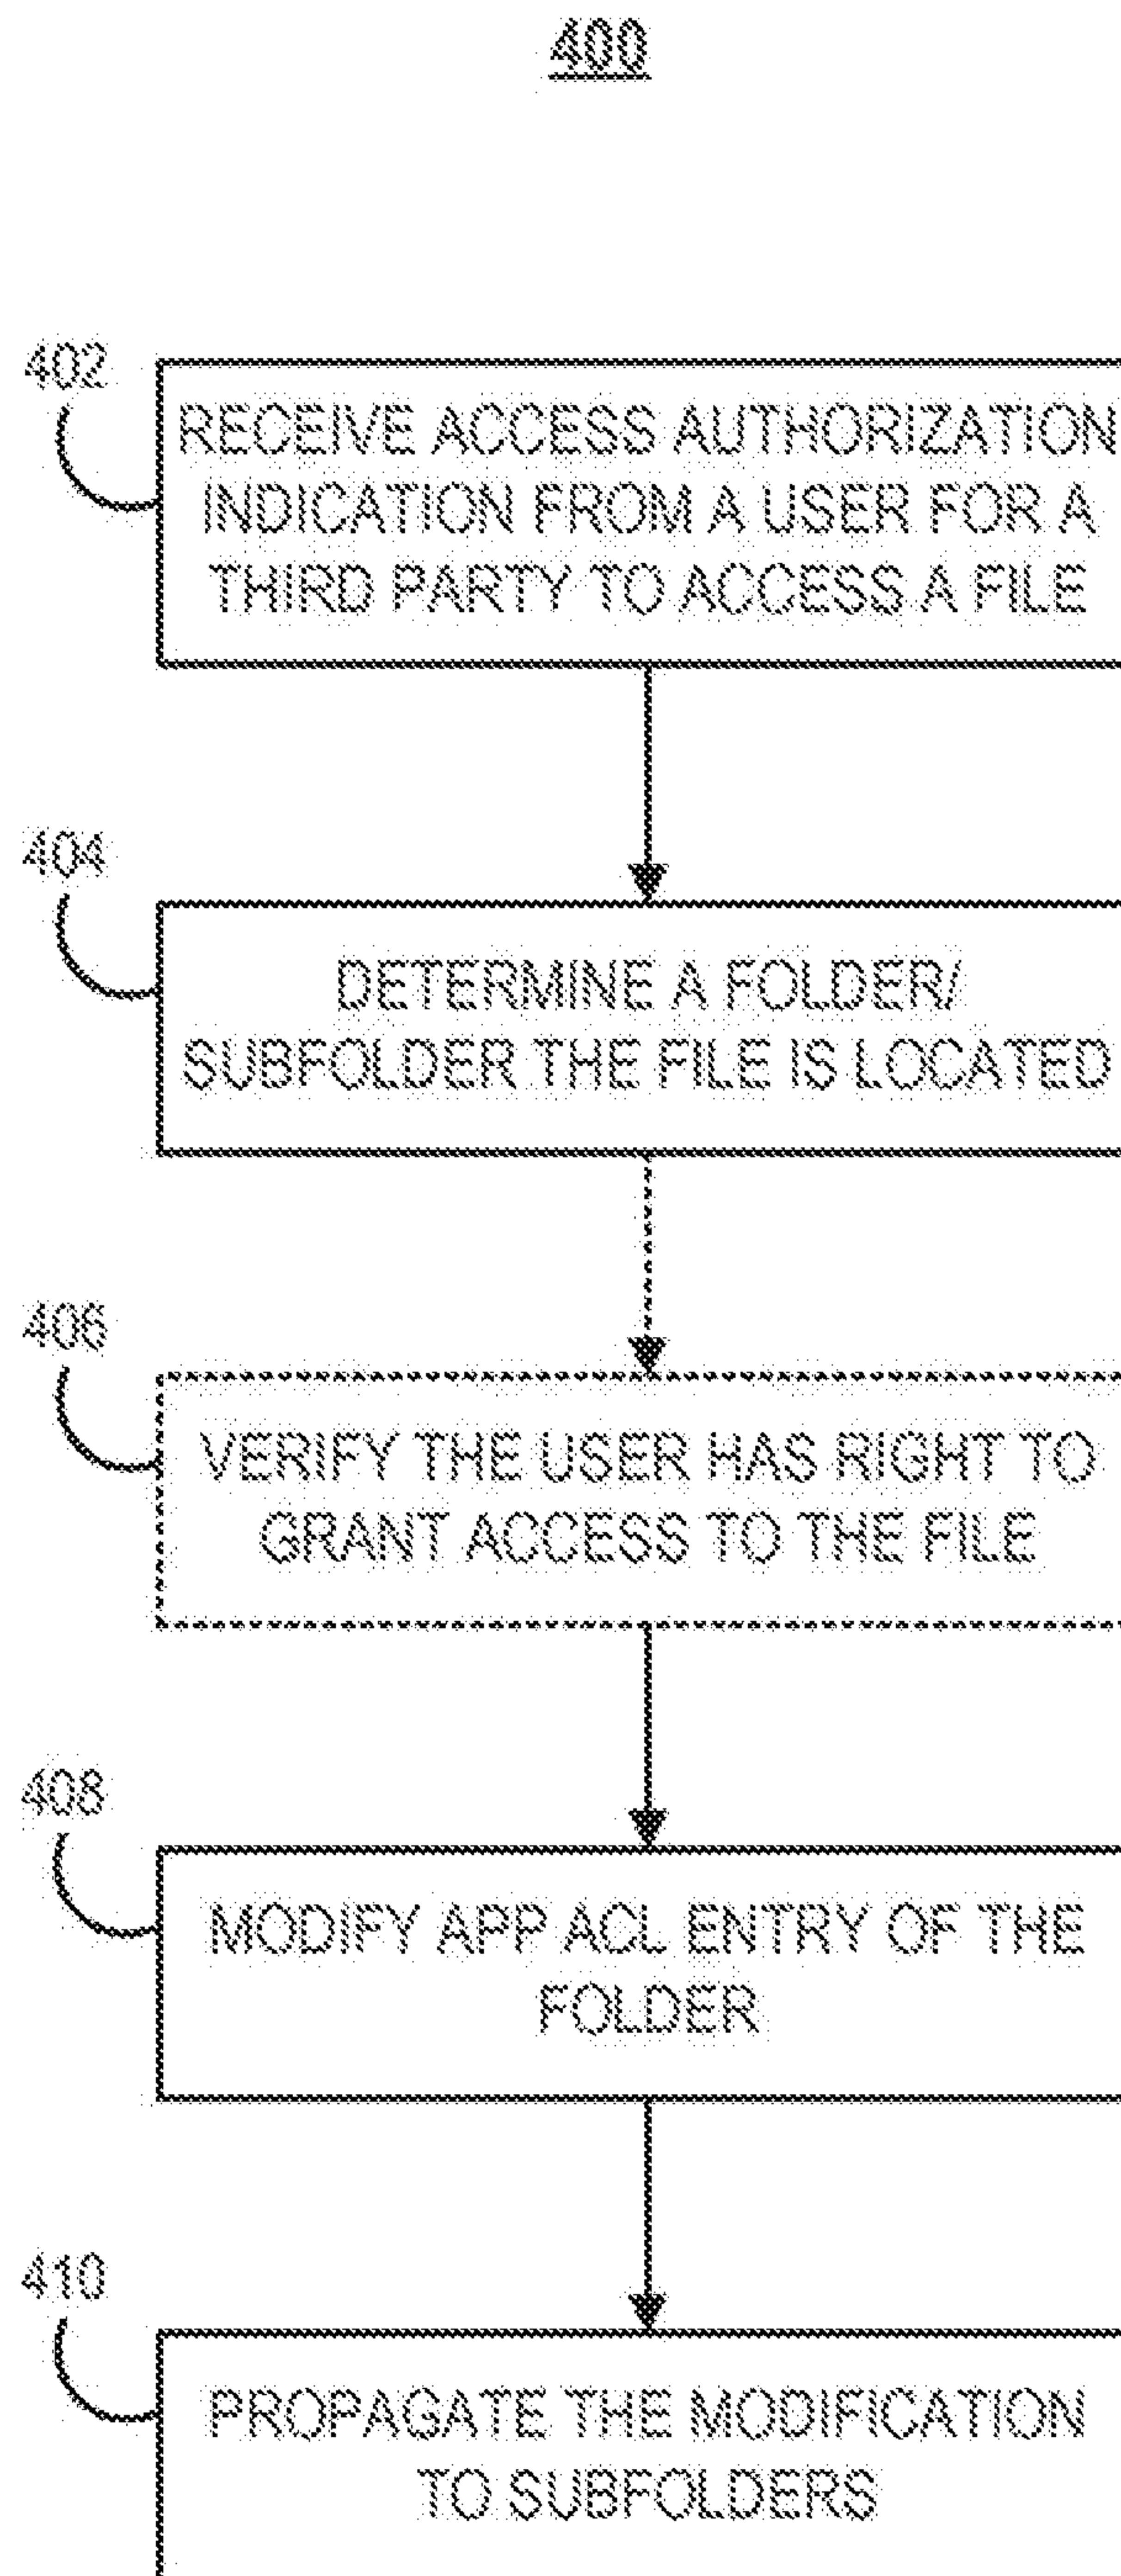 400
402
RECEIVE ACCESS AUTHORIZATION
INDICATION FROM A USER FOR A
THIRD PARTY TO ACCESS A FILE
404
DETERMINE A FOLDER/
SUBFOLDER THE FILE IS LOCATED
406
VERIFY THE USER HAS RIGHT TO
GRANT ACCESS TO THE FILE
408
MODIFY APP ACL ENTRY OF THE
FOLDER
410
PROPAGATE THE MODIFICATION
TO SUBFOLDERS